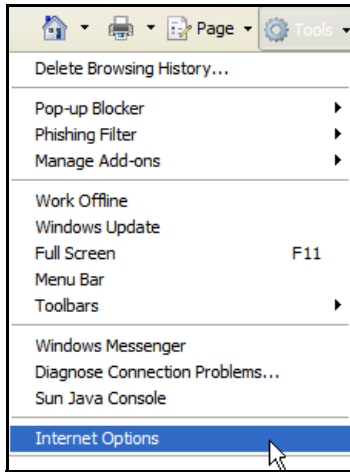 Page Tools
Delete Browsing History...
Pop-up Blocker
Phishing Filter
Manage Add-ons
Work Offline
Windows Update
Full Screen F11
Menu Bar
Toolbars
Windows Messenger
Diagnose Connection Problems...
Sun Java Console
Internet Options